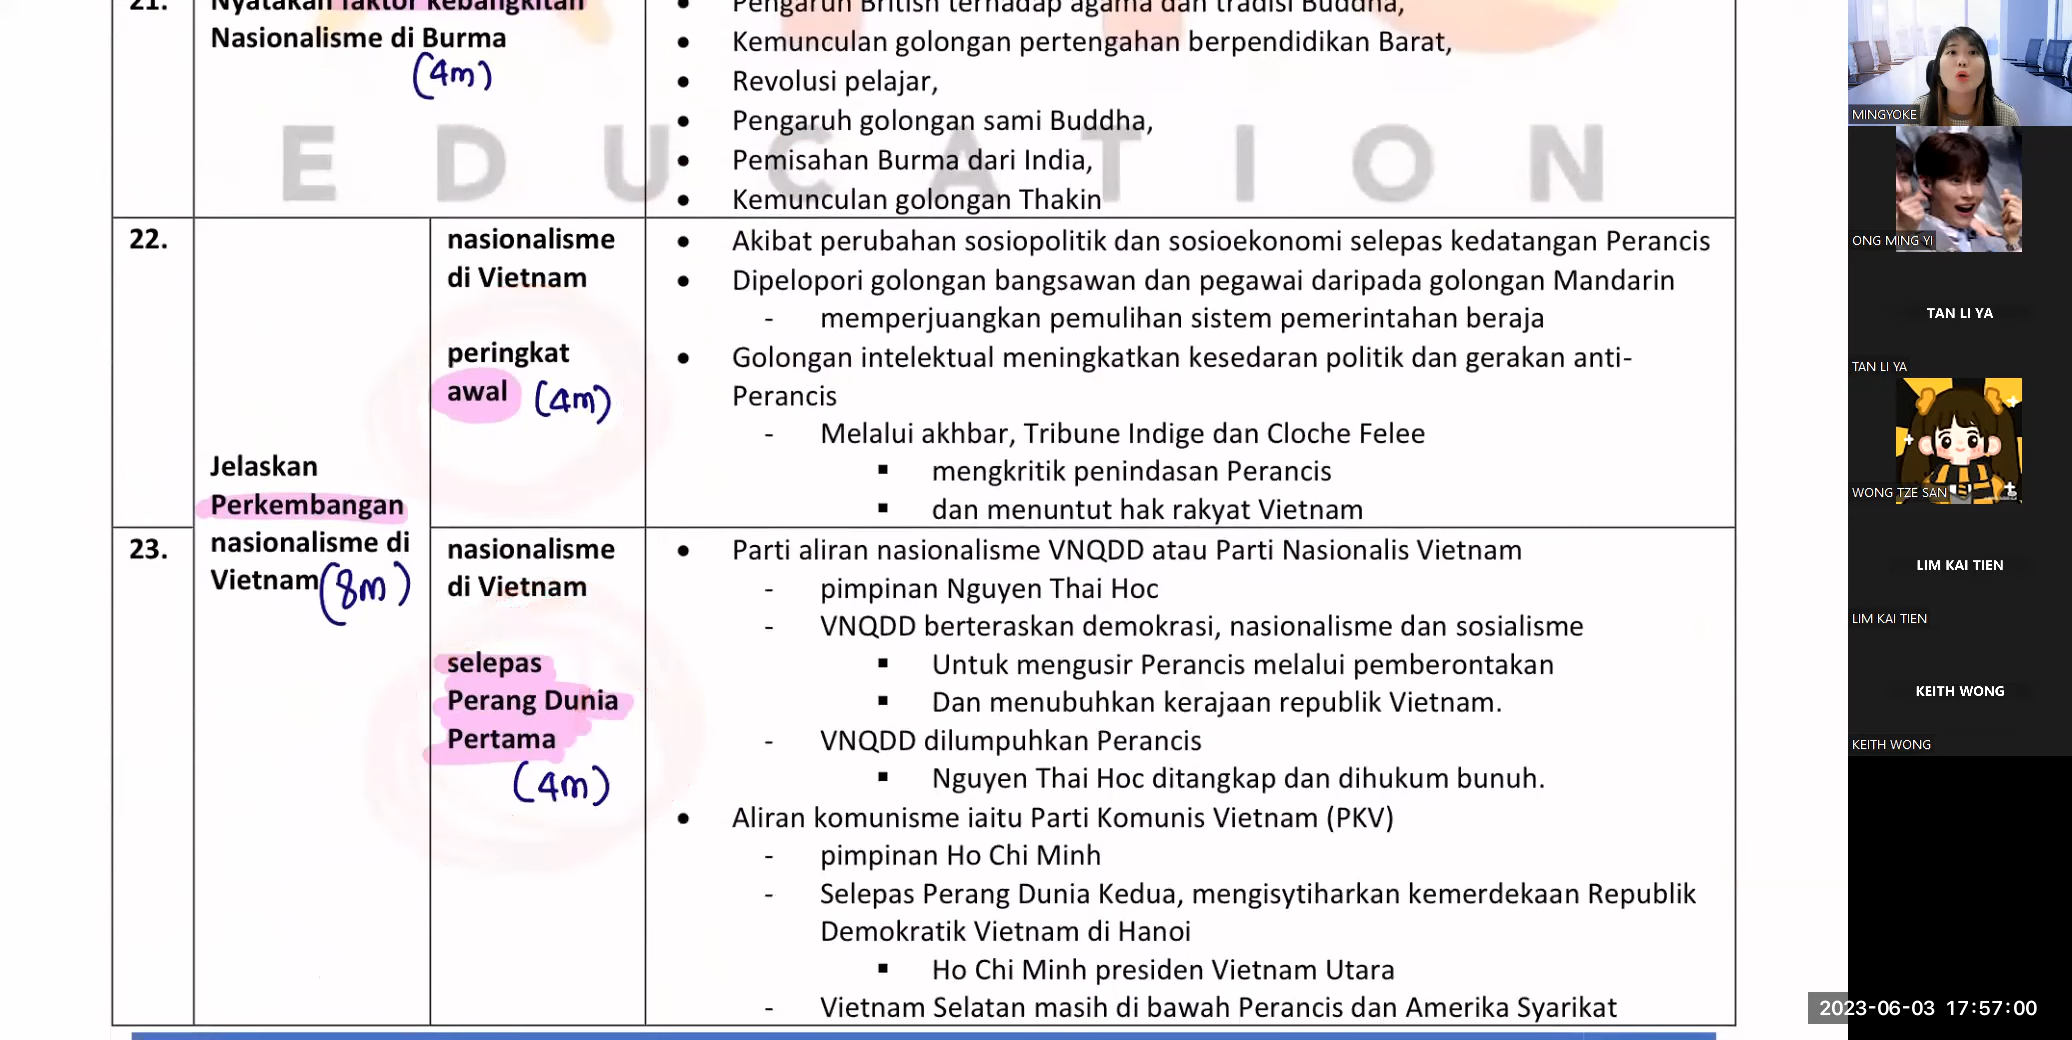 21.
Nyatakan faktor kebangkitan
Nasionalisme di Burma
(4m)
• Pengaruh British terhadap agama dan tradisi Buddha,
• Kemunculan golongan pertengahan berpendidikan Barat,
• Revolusi pelajar,
• Pengaruh golongan sami Buddha,
• Pemisahan Burma dari India,
• Kemunculan golongan Thakin
EDUCATION
22.
Jelaskan
Perkembangan
nasionalisme di
Vietnam (8m)
nasionalisme
di Vietnam
peringkat
awal (4m)
• Akibat perubahan sosiopolitik dan sosioekonomi selepas kedatangan Perancis
• Dipelopori golongan bangsawan dan pegawai daripada golongan Mandarin
- memperjuangkan pemulihan sistem pemerintahan beraja
• Golongan intelektual meningkatkan kesedaran politik dan gerakan anti-
Perancis
- Melalui akhbar, Tribune Indige dan Cloche Felee
▪ mengkritik penindasan Perancis
▪ dan menuntut hak rakyat Vietnam
23.
nasionalisme
di Vietnam
selepas
Perang Dunia
Pertama
(4m)
• Parti aliran nasionalisme VNQDD atau Parti Nasionalis Vietnam
- pimpinan Nguyen Thai Hoc
- VNQDD berteraskan demokrasi, nasionalisme dan sosialisme
▪ Untuk mengusir Perancis melalui pemberontakan
▪ Dan menubuhkan kerajaan republik Vietnam.
- VNQDD dilumpuhkan Perancis
▪ Nguyen Thai Hoc ditangkap dan dihukum bunuh.
• Aliran komunisme iaitu Parti Komunis Vietnam (PKV)
- pimpinan Ho Chi Minh
- Selepas Perang Dunia Kedua, mengisytiharkan kemerdekaan Republik
Demokratik Vietnam di Hanoi
▪ Ho Chi Minh presiden Vietnam Utara
- Vietnam Selatan masih di bawah Perancis dan Amerika Syarikat
MINGYOKE
ONG MING YI
TAN LI YA
TAN LI YA
WONG TZE SAN
LIM KAI TIEN
LIM KAI TIEN
KEITH WONG
KEITH WONG
2023-06-03 17:57:00